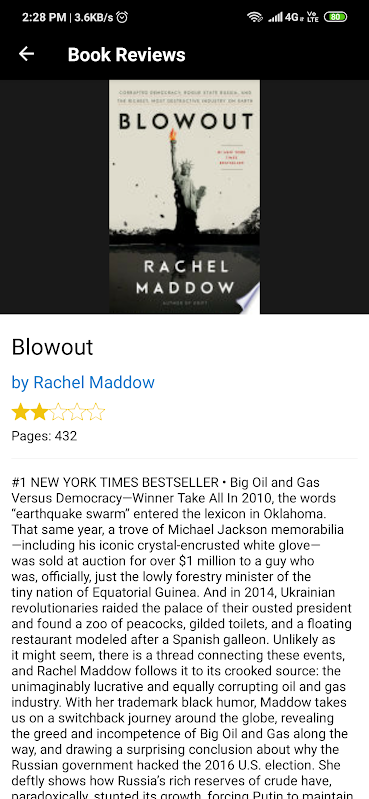 2:28 PM | 3.6KB/s
4G
Vo
LTE
80
Book Reviews
CORRUPTED DEMOCRACY, ROGUE STATE RUSSIA, AND
THE RICHEST, MOST DESTRUCTIVE INDUSTRY ON EARTH
BLOWOUT
#1 NEW YORK
TIMES
BESTSELLER
RACHEL
MADDOW
AUTHOR OF DRIFT
Blowout
by Rachel Maddow
Pages: 432
#1 NEW YORK TIMES BESTSELLER • Big Oil and Gas
Versus Democracy—Winner Take All In 2010, the words
“earthquake swarm” entered the lexicon in Oklahoma.
That same year, a trove of Michael Jackson memorabilia
—including his iconic crystal-encrusted white glove—
was sold at auction for over $1 million to a guy who
was, officially, just the lowly forestry minister of the
tiny nation of Equatorial Guinea. And in 2014, Ukrainian
revolutionaries raided the palace of their ousted president
and found a zoo of peacocks, gilded toilets, and a floating
restaurant modeled after a Spanish galleon. Unlikely as
it might seem, there is a thread connecting these events,
and Rachel Maddow follows it to its crooked source: the
unimaginably lucrative and equally corrupting oil and gas
industry. With her trademark black humor, Maddow takes
us on a switchback journey around the globe, revealing
the greed and incompetence of Big Oil and Gas along the
way, and drawing a surprising conclusion about why the
Russian government hacked the 2016 U.S. election. She
deftly shows how Russia's rich reserves of crude have,
paradoxically, stunted its growth, forcing Putin to maintain